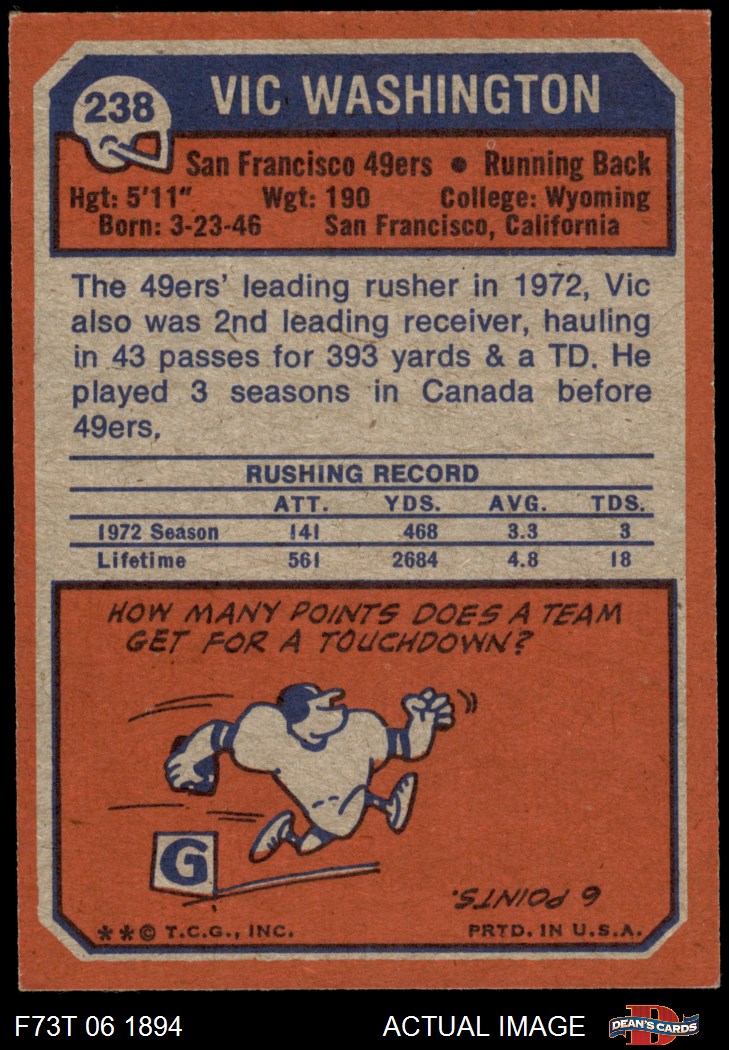 238
VIC WASHINGTON
San Francisco 49ers • Running Back
Hgt: 5'11" Wgt: 190 College: Wyoming
Born: 3-23-46 San Francisco, California
The 49ers' leading rusher in 1972, Vic
also was 2nd leading receiver, hauling
in 43 passes for 393 yards & a TD. He
played 3 seasons in Canada before
49ers.
RUSHING RECORD
ATT. YDS. AVG. TDS.
1972 Season 141 468 3.3 3
Lifetime 561 2684 4.8 18
HOW MANY POINTS DOES A TEAM
GET FOR A TOUCHDOWN?
G
6 POINTS.
**© T.C.G., INC. PRTD. IN U.S.A.
F73T 06 1894 ACTUAL IMAGE
D
DEAN'S CARDS